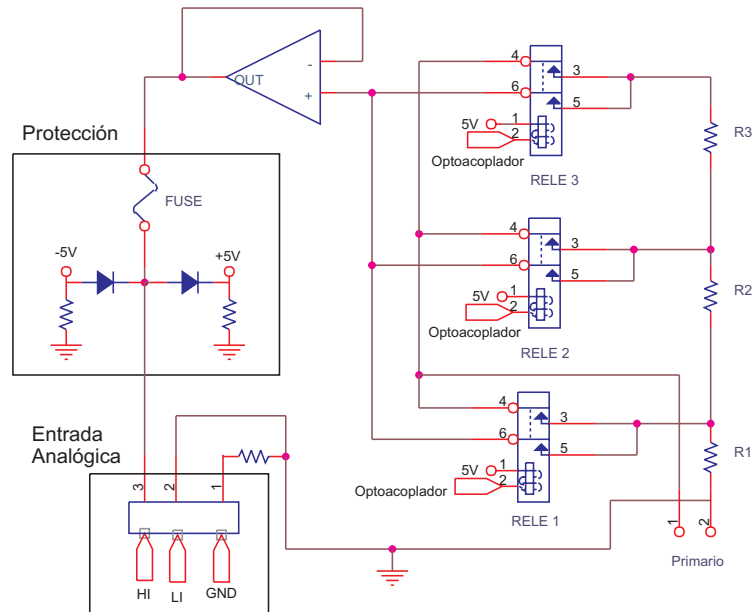 OUT
-
+
4
3
6
5
5V
1
2
Optoacoplador
RELE 3
R3
Protección
FUSE
-5V
+5V
4
3
6
5
5V
1
2
Optoacoplador
RELE 2
R2
4
3
6
5
5V
1
2
Optoacoplador
RELE 1
R1
Entrada
Analógica
3
2
1
HI
LI
GND
1
2
Primario